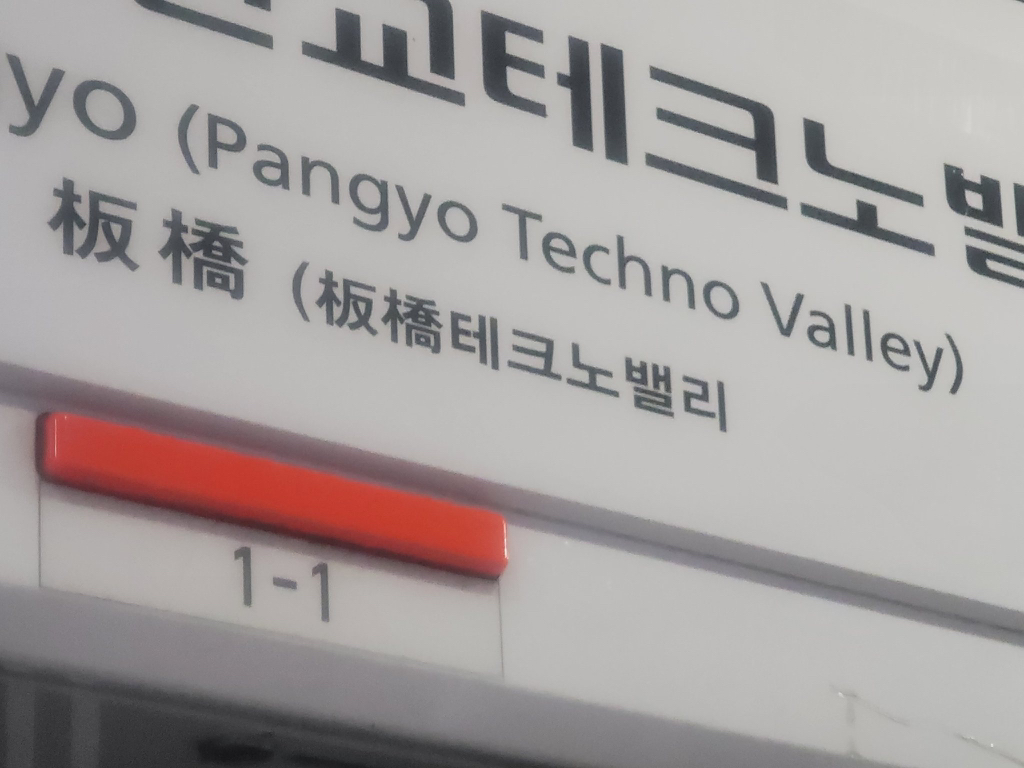 판교테크노밸
yo (Pangyo Techno Valley)
板橋 (板橋테크노밸리)
1-1